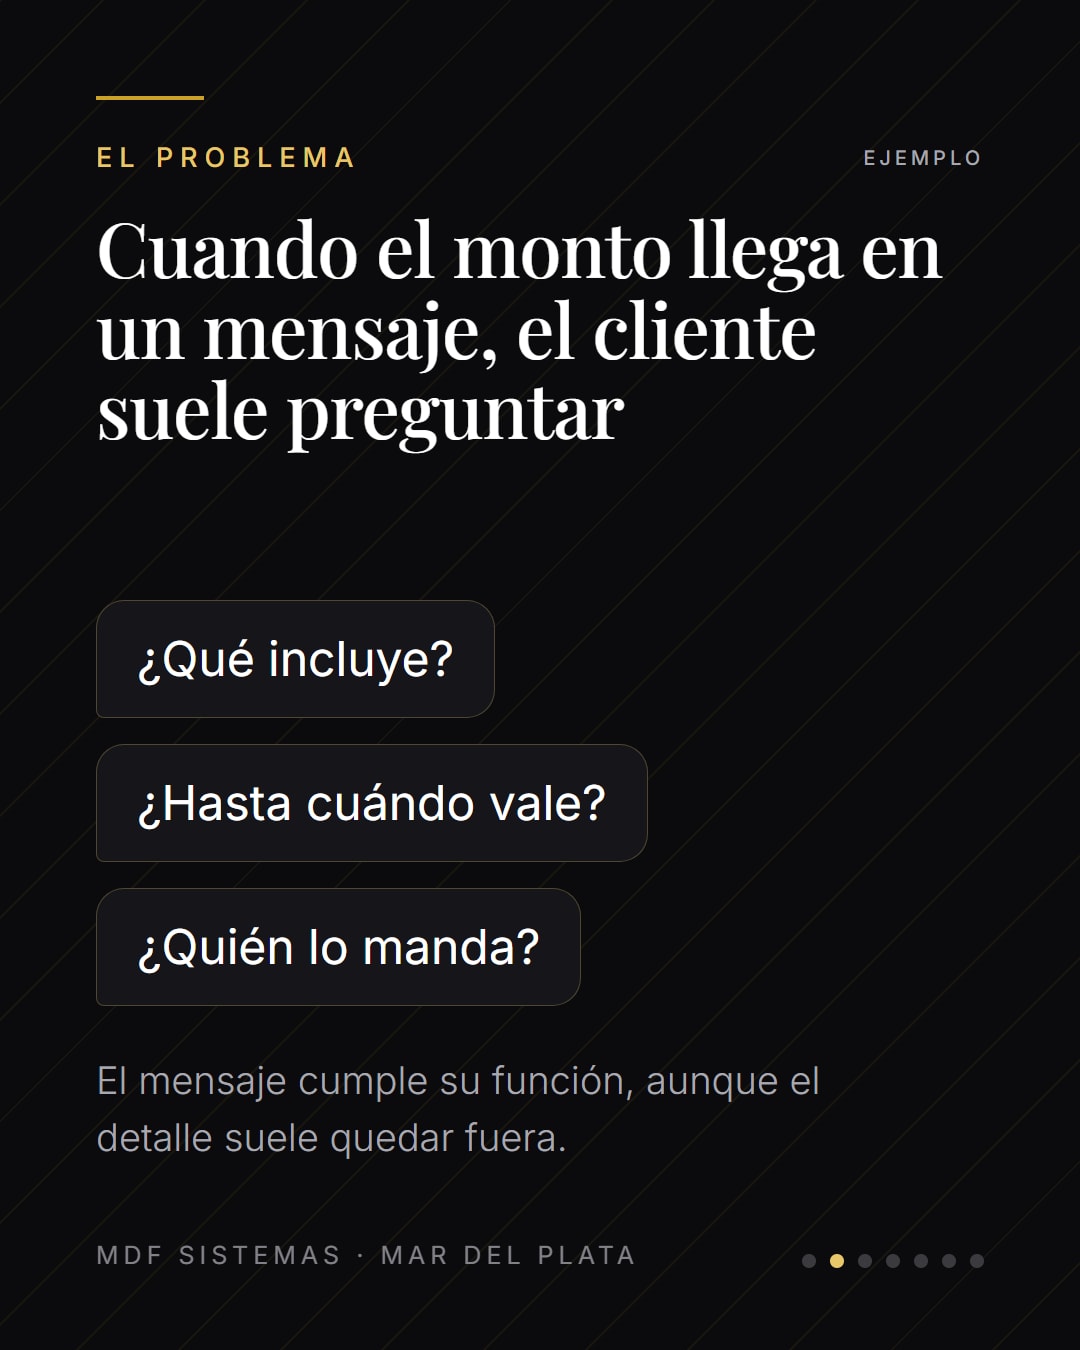 EL PROBLEMA
EJEMPLO
Cuando el monto llega en
un mensaje, el cliente
suele preguntar
¿Qué incluye?
¿Hasta cuándo vale?
¿Quién lo manda?
El mensaje cumple su función, aunque el
detalle suele quedar fuera.
MDF SISTEMAS · MAR DEL PLATA